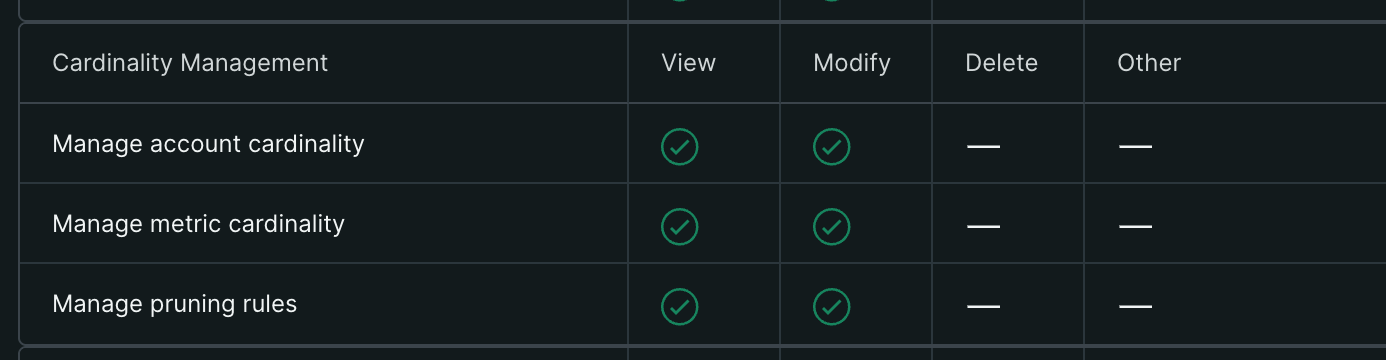 Cardinality Management View Modify Delete Other
Manage account cardinality — —
Manage metric cardinality — —
Manage pruning rules — —